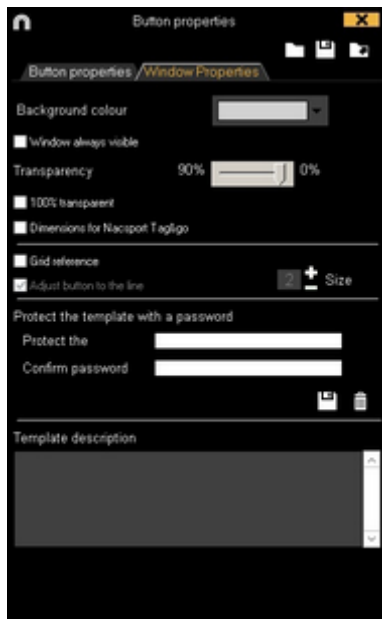 Button properties
Button properties Window Properties
Background colour
Window always visible
Transparency 90% 0%
100% transparent
Dimensions for Nacsport Tag&go
Grid reference
Adjust button to the line 2 Size
Protect the template with a password
Protect the
Confirm password
Template description